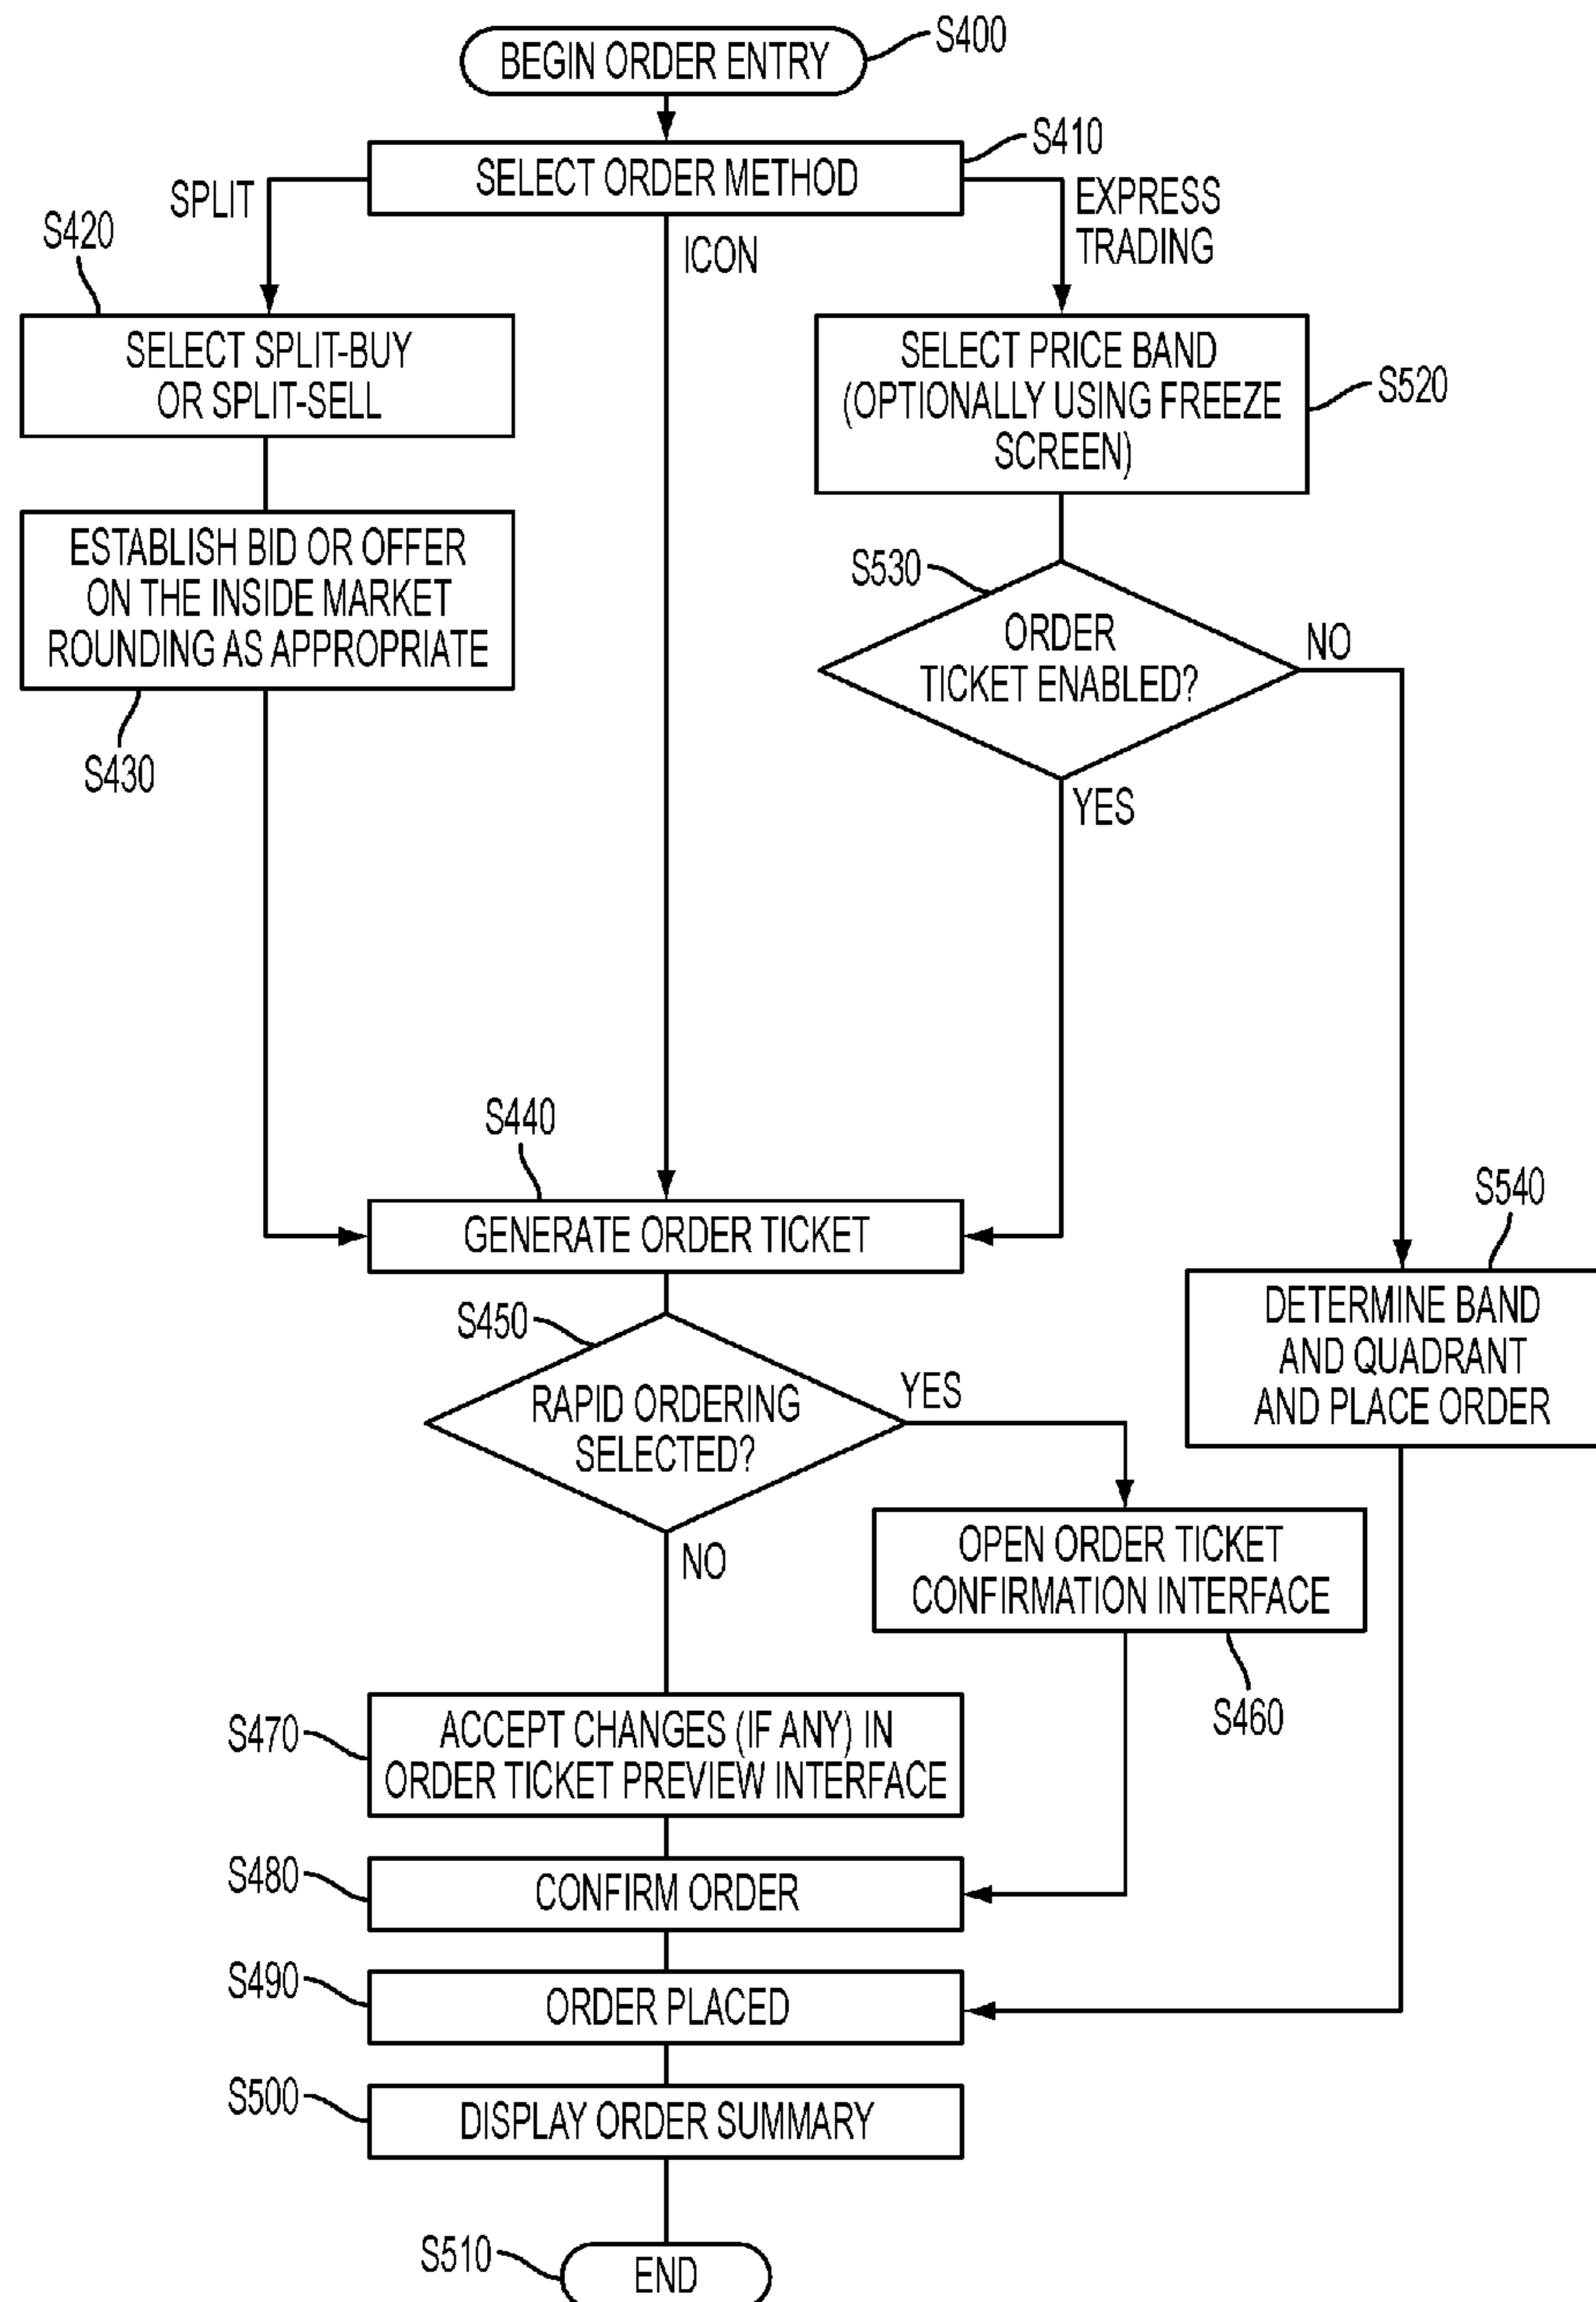 BEGIN ORDER ENTRY
S400
SELECT ORDER METHOD
S410
SPLIT
ICON
EXPRESS
TRADING
S420
SELECT SPLIT-BUY
OR SPLIT-SELL
SELECT PRICE BAND
(OPTIONALLY USING FREEZE
SCREEN)
S520
ESTABLISH BID OR OFFER
ON THE INSIDE MARKET
ROUNDING AS APPROPRIATE
S430
S530
ORDER
TICKET ENABLED?
NO
YES
S440
GENERATE ORDER TICKET
S540
DETERMINE BAND
AND QUADRANT
AND PLACE ORDER
S450
RAPID ORDERING
SELECTED?
YES
NO
OPEN ORDER TICKET
CONFIRMATION INTERFACE
S460
S470
ACCEPT CHANGES (IF ANY) IN
ORDER TICKET PREVIEW INTERFACE
S480
CONFIRM ORDER
S490
ORDER PLACED
S500
DISPLAY ORDER SUMMARY
S510
END